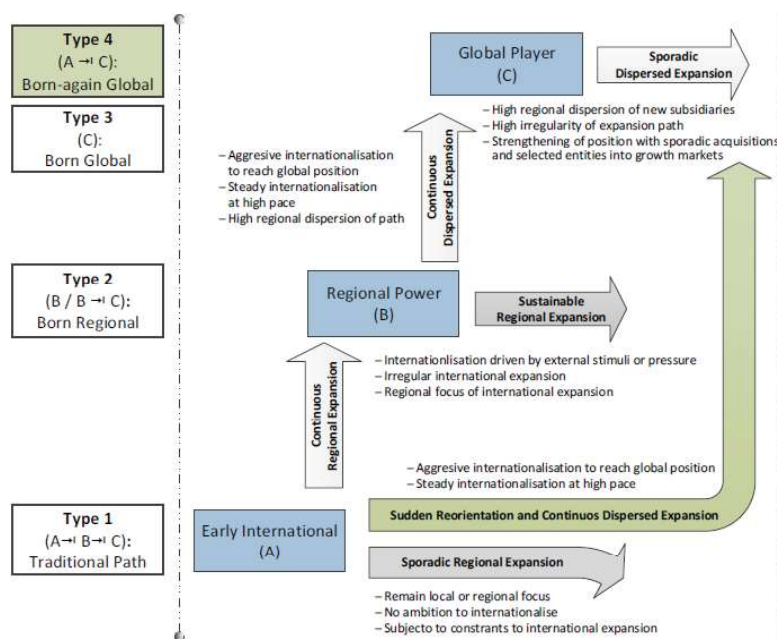 Type 4
(A → C):
Born-again Global
Type 3
(C):
Born Global
Type 2
(B / B → C):
Born Regional
Type 1
(A→ B→ C):
Traditional Path
Global Player
(C)
Sporadic
Dispersed Expansion
– High regional dispersion of new subsidiaries
– High irregularity of expansion path
– Strengthening of position with sporadic acquisitions
and selected entities into growth markets
– Aggresive internationalisation
to reach global position
– Steady internationalisation
at high pace
– High regional dispersion of path
Continuous
Dispersed Expansion
Regional Power
(B)
Sustainable
Regional Expansion
– Internationlisation driven by external stimuli or pressure
– Irregular international expansion
– Regional focus of international expansion
Continuous
Regional Expansion
– Aggresive internationalisation to reach global position
– Steady internationalisation at high pace
Early International
(A)
Sudden Reorientation and Continuos Dispersed Expansion
Sporadic Regional Expansion
– Remain local or regional focus
– No ambition to internationalise
– Subjecto to constrants to international expansion